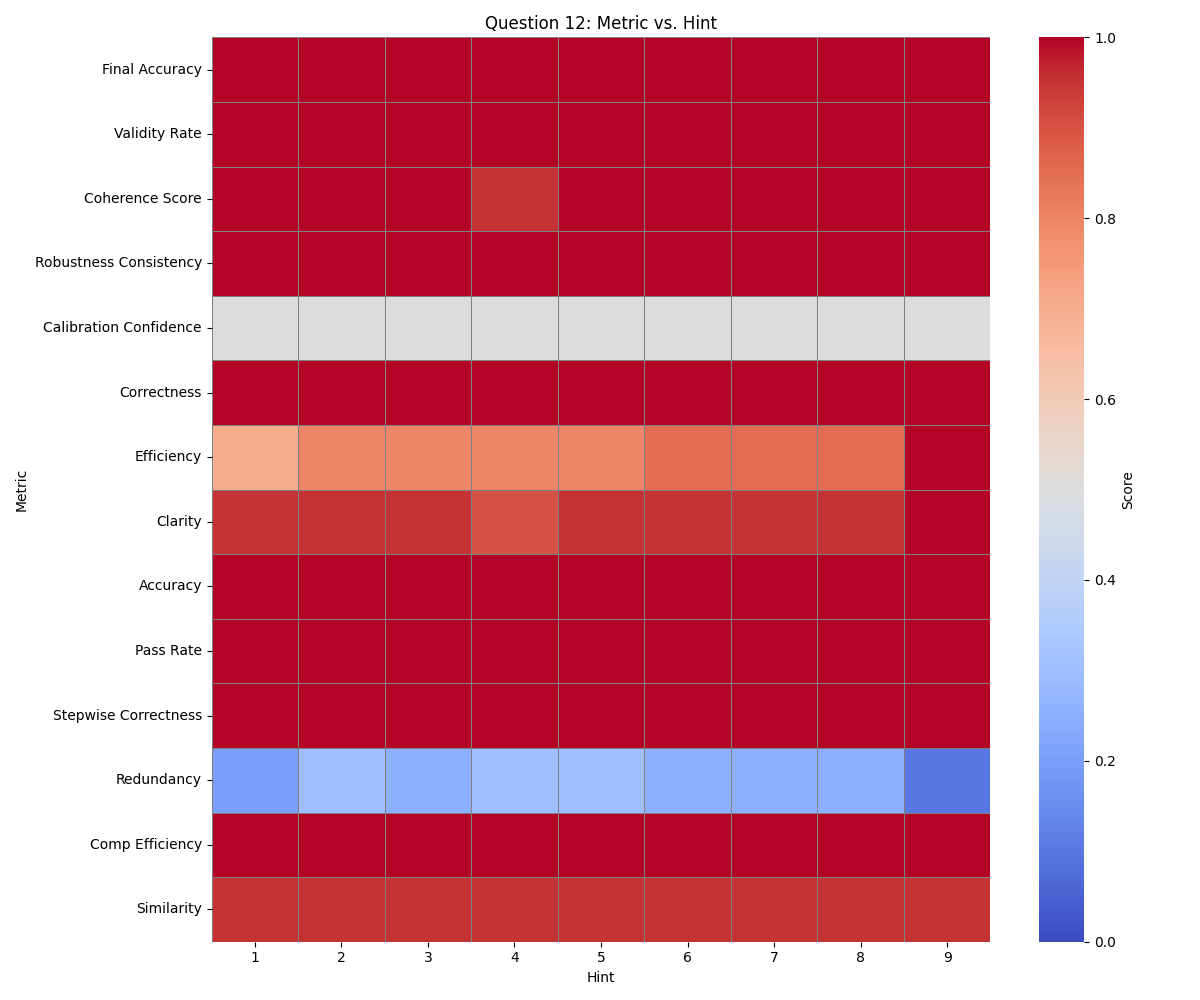 Question 12: Metric vs. Hint
Final Accuracy
Validity Rate
Coherence Score
Robustness Consistency
Calibration Confidence
Correctness
Efficiency
Clarity
Accuracy
Pass Rate
Stepwise Correctness
Redundancy
Comp Efficiency
Similarity
Metric
1 2 3 4 5 6 7 8 9
Hint
1.0
0.8
0.6
0.4
0.2
0.0
Score